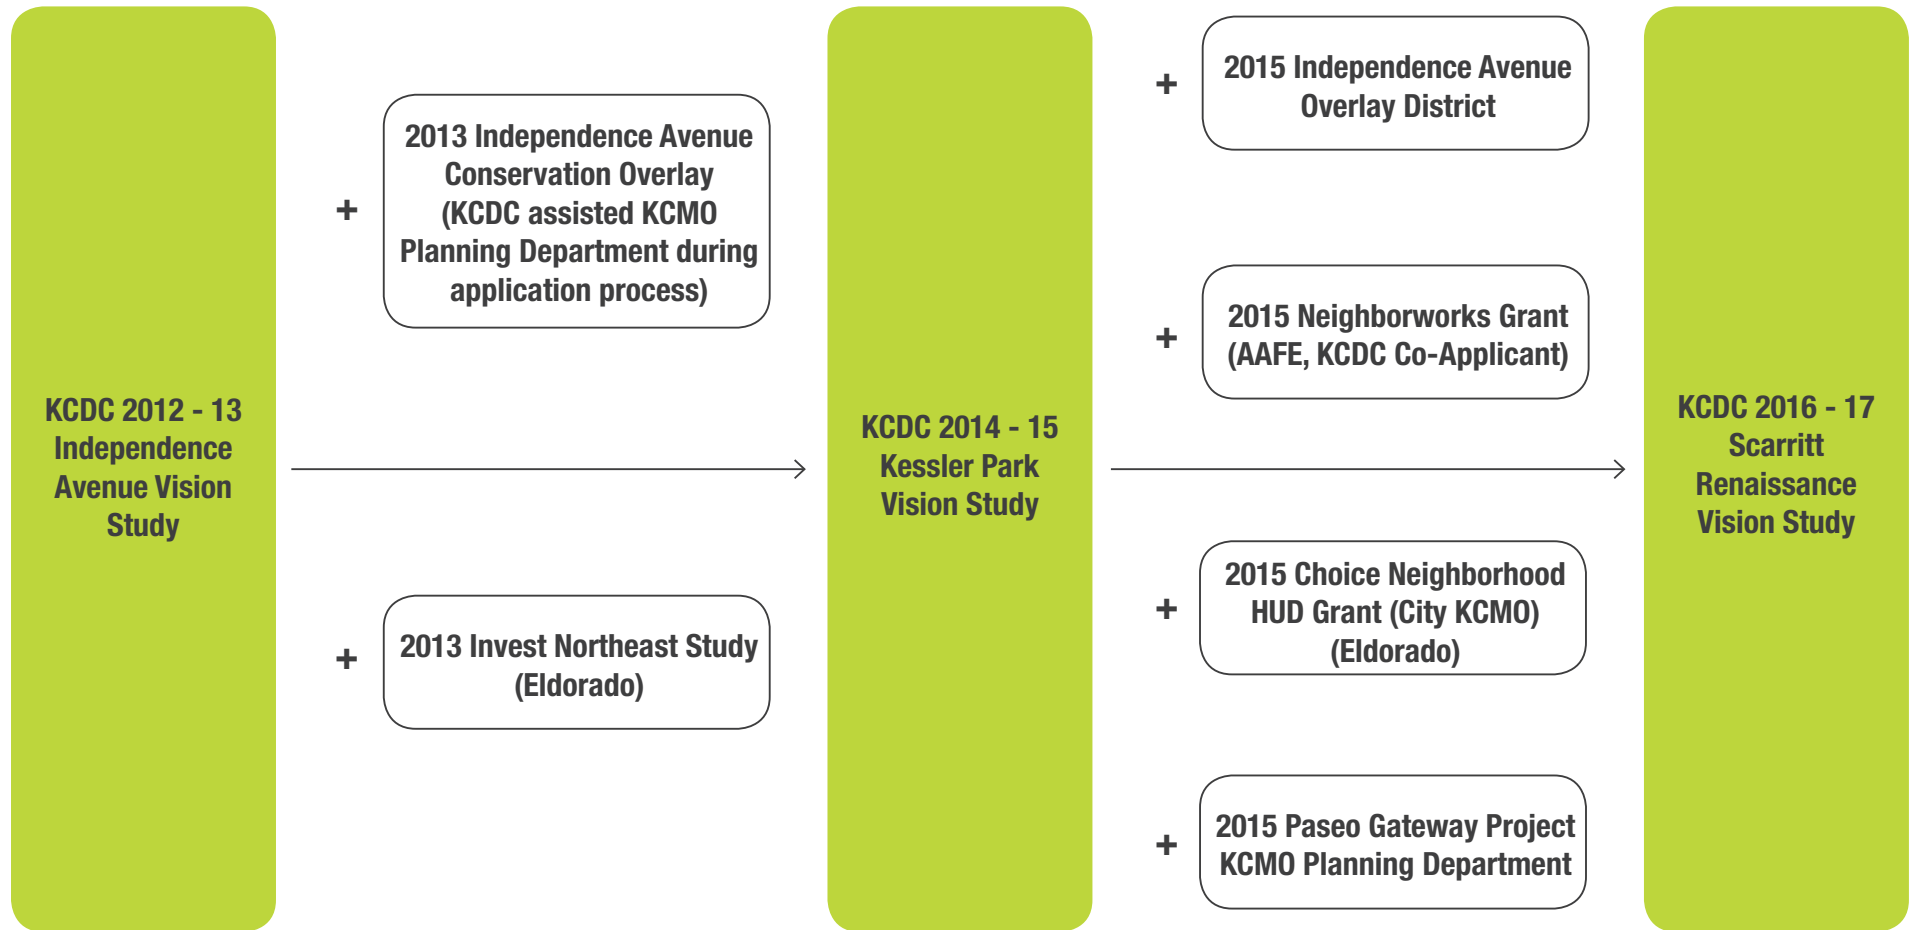 KCDC 2012 - 13
Independence
Avenue Vision
Study
+
2013 Independence Avenue
Conservation Overlay
(KCDC assisted KCMO
Planning Department during
application process)
+
2013 Invest Northeast Study
(Eldorado)
KCDC 2014 - 15
Kessler Park
Vision Study
+
2015 Independence Avenue
Overlay District
+
2015 Neighborworks Grant
(AAFE, KCDC Co-Applicant)
+
2015 Choice Neighborhood
HUD Grant (City KCMO)
(Eldorado)
+
2015 Paseo Gateway Project
KCMO Planning Department
KCDC 2016 - 17
Scarritt
Renaissance
Vision Study